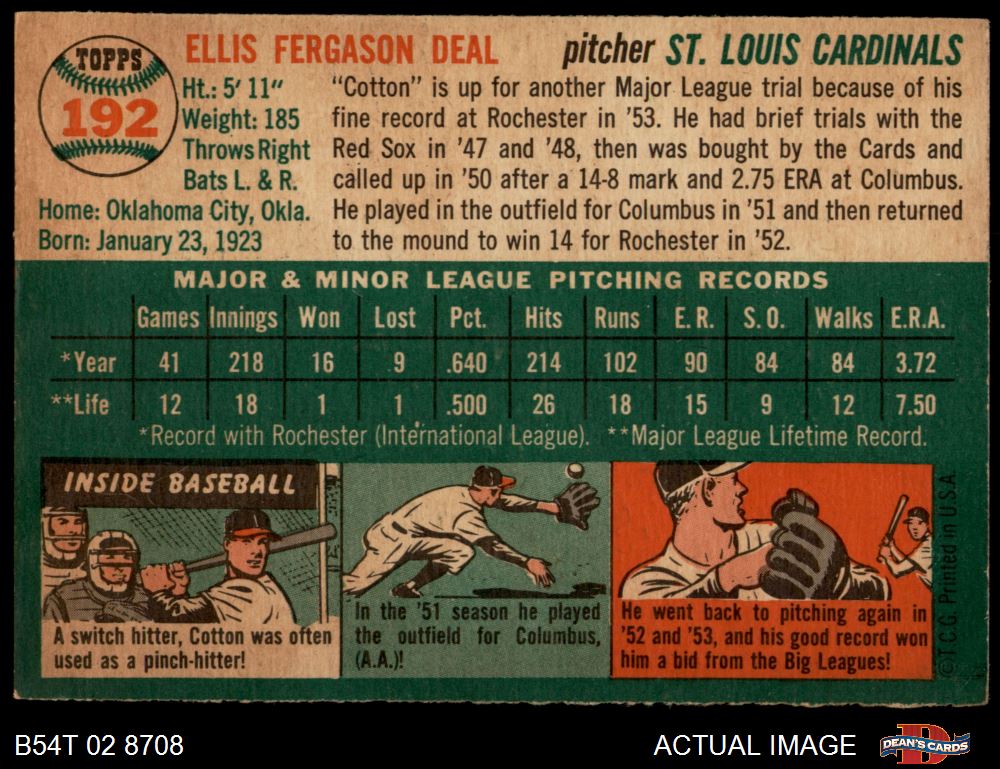 TOPPS
192
ELLIS FERGASON DEAL
pitcher ST. LOUIS CARDINALS
Ht.: 5' 11"
Weight: 185
Throws Right
Bats L. & R.
Home: Oklahoma City, Okla.
Born: January 23, 1923
"Cotton" is up for another Major League trial because of his
fine record at Rochester in '53. He had brief trials with the
Red Sox in '47 and '48, then was bought by the Cards and
called up in '50 after a 14-8 mark and 2.75 ERA at Columbus.
He played in the outfield for Columbus in '51 and then returned
to the mound to win 14 for Rochester in '52.
MAJOR & MINOR LEAGUE PITCHING RECORDS
Games Innings Won Lost Pct. Hits Runs E.R. S.O. Walks E.R.A.
*Year 41 218 16 9 .640 214 102 90 84 84 3.72
**Life 12 18 1 1 .500 26 18 15 9 12 7.50
*Record with Rochester (International League). **Major League Lifetime Record.
INSIDE BASEBALL
A switch hitter, Cotton was often
used as a pinch-hitter!
In the '51 season he played
the outfield for Columbus,
(A.A.)!
He went back to pitching again in
'52 and '53, and his good record won
him a bid from the Big Leagues!
© T.C.G. Printed in U.S.A.
B54T 02 8708
ACTUAL IMAGE
DEAN'S CARDS